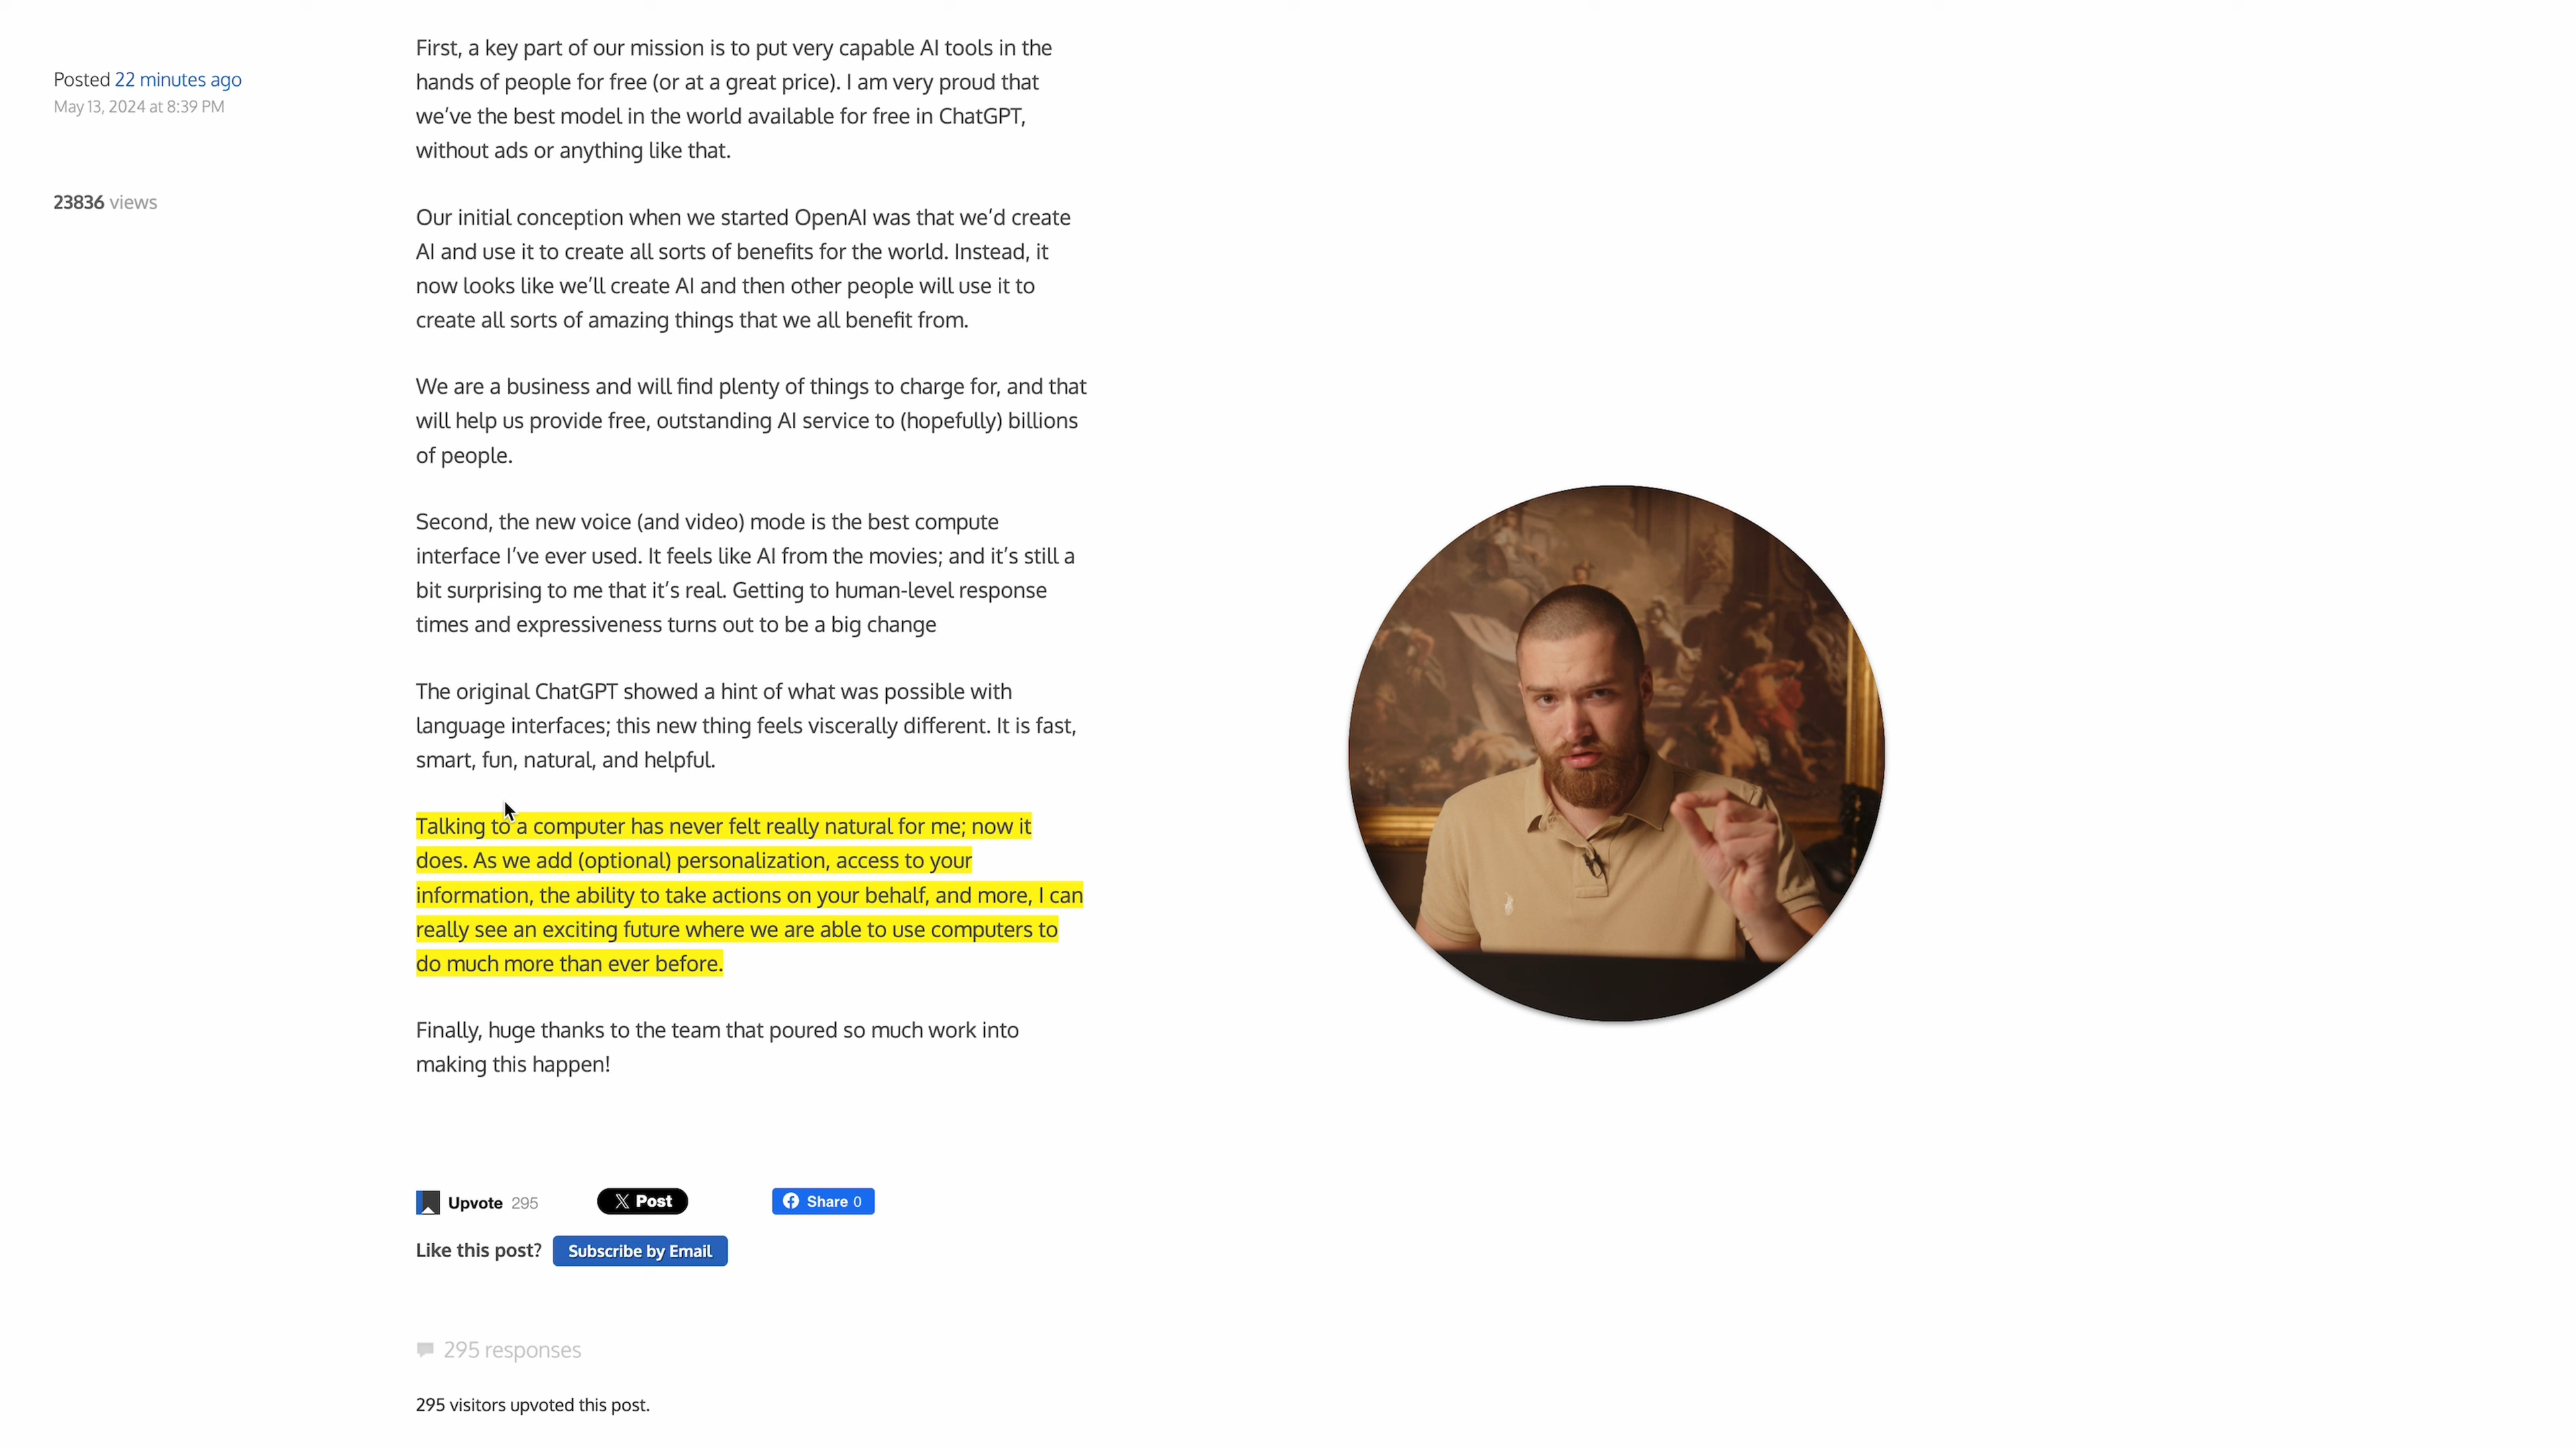 First, a key part of our mission is to put very capable AI tools in the
hands of people for free (or at a great price). I am very proud that
we've the best model in the world available for free in ChatGPT,
without ads or anything like that.
Posted 22 minutes ago
May 13, 2024 at 8:39 PM
23836 views
Our initial conception when we started OpenAI was that we'd create
AI and use it to create all sorts of benefits for the world. Instead, it
now looks like we'll create AI and then other people will use it to
create all sorts of amazing things that we all benefit from.
We are a business and will find plenty of things to charge for, and that
will help us provide free, outstanding AI service to (hopefully) billions
of people.
Second, the new voice (and video) mode is the best compute
interface I've ever used. It feels like AI from the movies; and it's still a
bit surprising to me that it's real. Getting to human-level response
times and expressiveness turns out to be a big change
The original ChatGPT showed a hint of what was possible with
language interfaces; this new thing feels viscerally different. It is fast,
smart, fun, natural, and helpful.
Talking to a computer has never felt really natural for me; now it
does. As we add (optional) personalization, access to your
information, the ability to take actions on your behalf, and more, I can
really see an exciting future where we are able to use computers to
do much more than ever before.
Finally, huge thanks to the team that poured so much work into
making this happen!
Upvote 295 X Post Share 0
Like this post? Subscribe by Email
295 responses
295 visitors upvoted this post.